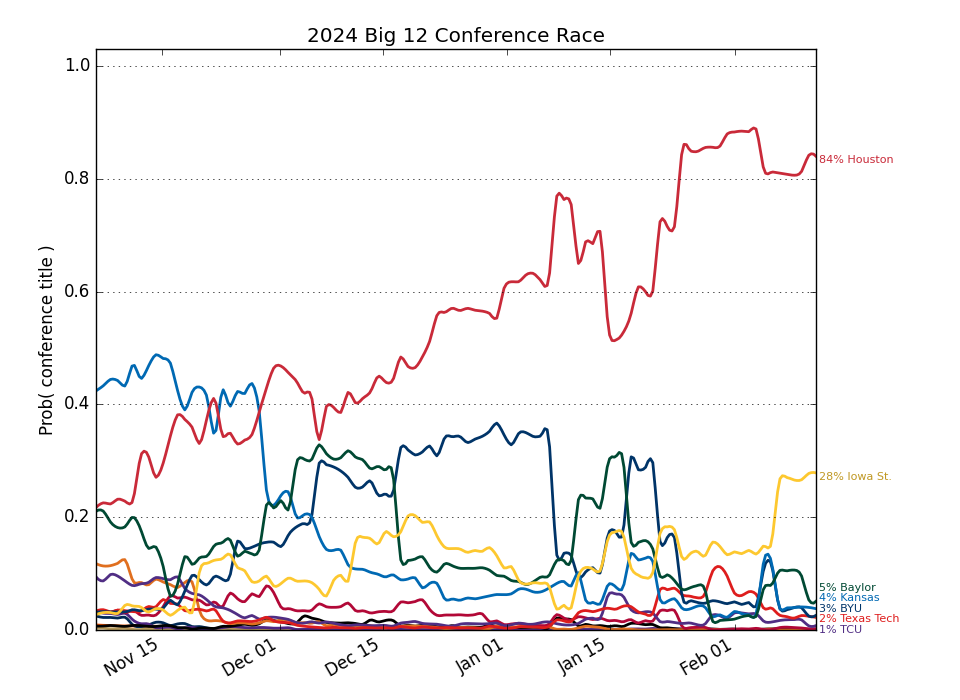 2024 Big 12 Conference Race
Prob( conference title )
1.0
0.8
0.6
0.4
0.2
0.0
84% Houston
28% Iowa St.
5% Baylor
4% Kansas
3% BYU
2% Texas Tech
1% TCU
Nov 15
Dec 01
Dec 15
Jan 01
Jan 15
Feb 01